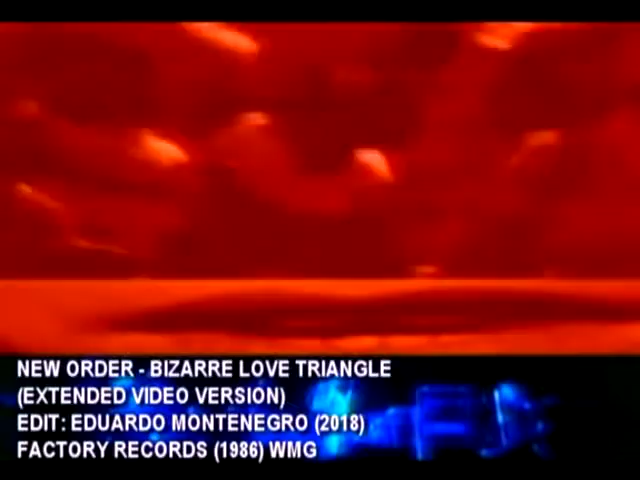 NEW ORDER - BIZARRE LOVE TRIANGLE
(EXTENDED VIDEO VERSION)
EDIT: EDUARDO MONTENEGRO (2018)
FACTORY RECORDS (1986) WMG